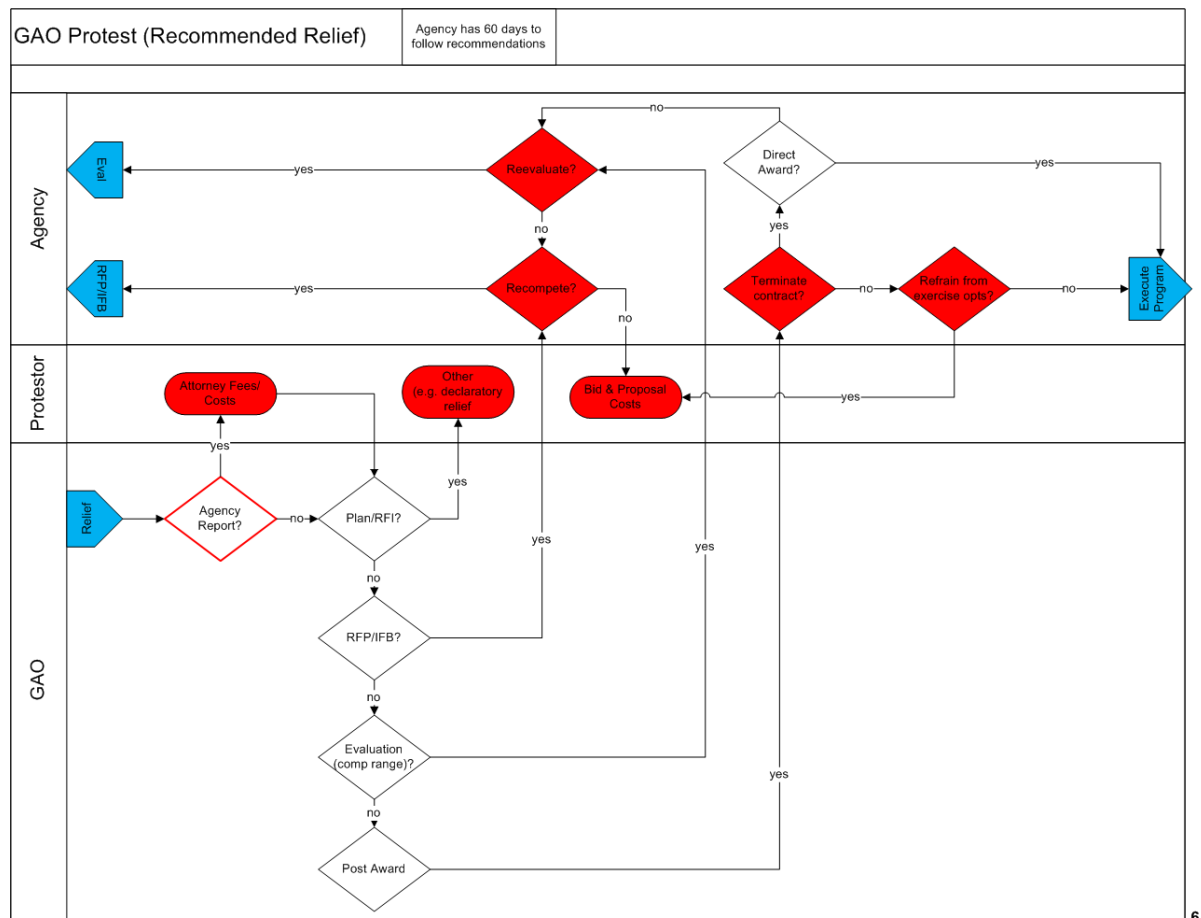 GAO Protest (Recommended Relief)
Agency has 60 days to
follow recommendations
Agency
no
Reevaluate?
Direct
Award?
Eval
yes
yes
no
yes
RFP/IFB
yes
Recompete?
Terminate
contract?
no
Refrain from
exercise opts?
no
Execute
Program
no
Protestor
Attorney Fees/
Costs
Other
(e.g. declaratory
relief
Bid & Proposal
Costs
yes
GAO
yes
yes
Relief
Agency
Report?
no
Plan/RFI?
yes
yes
no
RFP/IFB?
no
Evaluation
(comp range)?
yes
no
Post Award
6